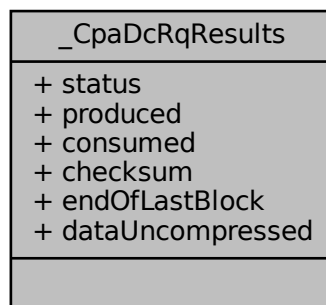 _CpaDcRqResults
+ status
+ produced
+ consumed
+ checksum
+ endOfLastBlock
+ dataUncompressed